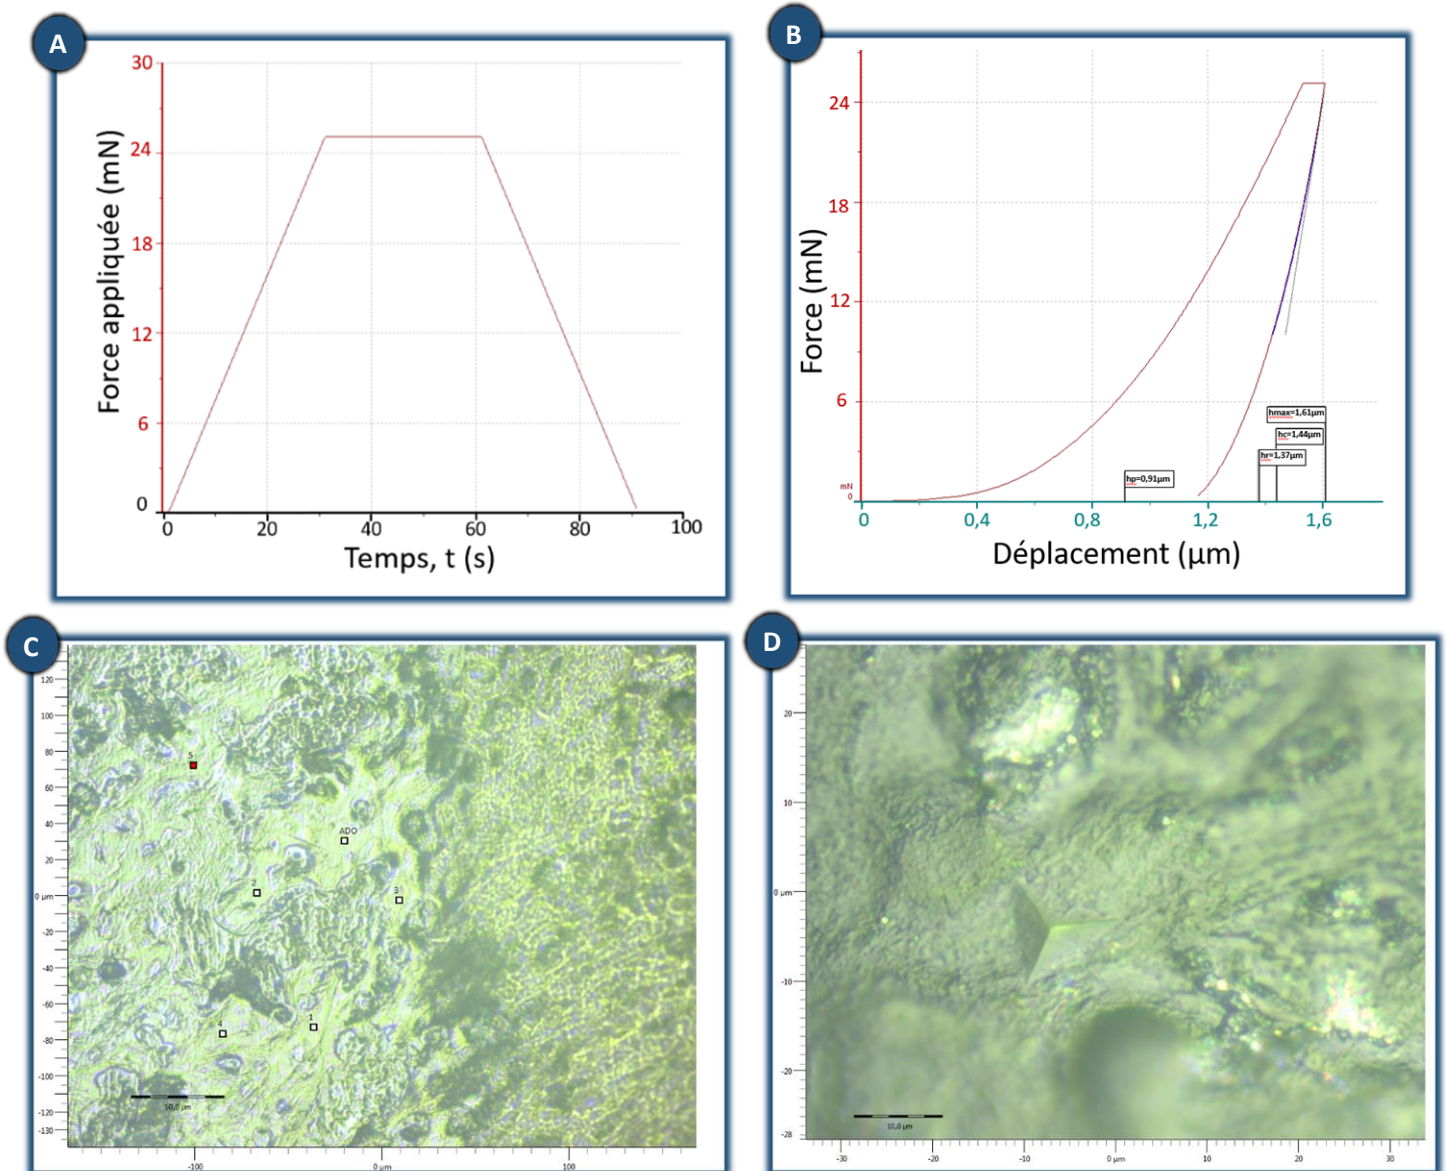 A
30
24
18
12
6
0
0 20 40 60 80 100
Force appliquée (mN)
Temps, t (s)
B
24
18
12
6
mN
0
0 0,4 0,8 1,2 1,6
Force (mN)
Déplacement (µm)
hmax=1,61µm
hc=1,44µm
hr=1,37µm
hp=0,91µm
C
120
100
80
60
40
20
0 µm
-20
-40
-60
-80
-100
-120
-130
-100 0 µm 100
5
ADO
2
3
4
1
50,0 µm
D
20
10
0 µm
-10
-20
-28
-30 -20 -10 0 µm 10 20 30
10,0 µm